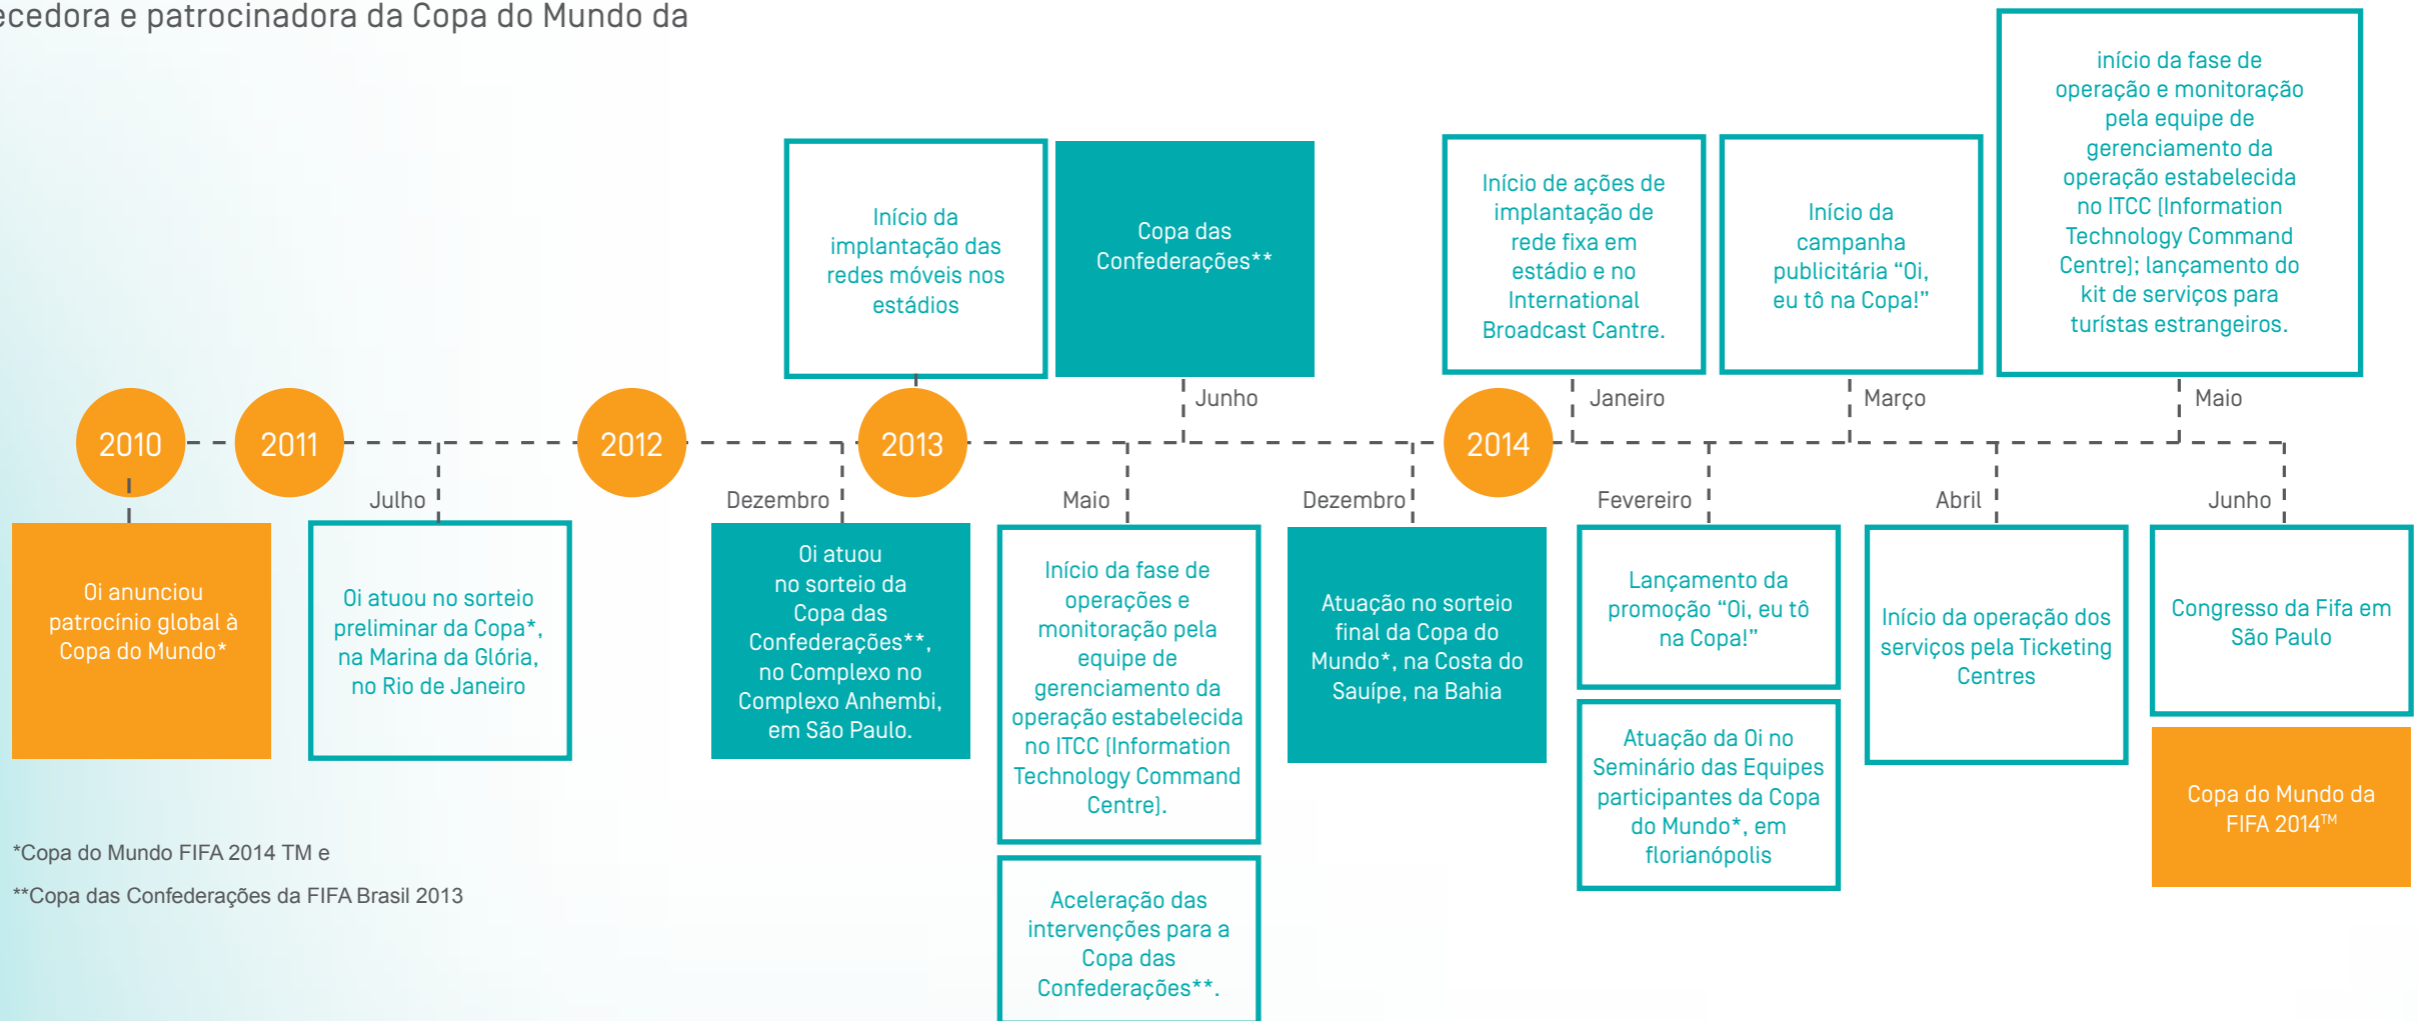 ecedora e patrocinadora da Copa do Mundo da
início da fase de
operação e monitoração
pela equipe de
gerenciamento da
operação estabelecida
no ITCC (Information
Technology Command
Centre); lançamento do
kit de serviços para
turístas estrangeiros.
Início da
implantação das
redes móveis nos
estádios
Copa das
Confederações**
Início de ações de
implantação de
rede fixa em
estádio e no
International
Broadcast Cantre.
Início da
campanha
publicitária “Oi,
eu tô na Copa!”
Junho
Janeiro
Março
Maio
2010
2011
2012
2013
2014
Julho
Dezembro
Maio
Dezembro
Fevereiro
Abril
Junho
Oi anunciou
patrocínio global à
Copa do Mundo*
Oi atuou no sorteio
preliminar da Copa*,
na Marina da Glória,
no Rio de Janeiro
Oi atuou
no sorteio da
Copa das
Confederações**,
no Complexo no
Complexo Anhembi,
em São Paulo.
Início da fase de
operações e
monitoração pela
equipe de
gerenciamento da
operação estabelecida
no ITCC (Information
Technology Command
Centre).
Aceleração das
intervenções para a
Copa das
Confederações**.
Atuação no sorteio
final da Copa do
Mundo*, na Costa do
Sauípe, na Bahia
Lançamento da
promoção “Oi, eu tô
na Copa!”
Atuação da Oi no
Seminário das Equipes
participantes da Copa
do Mundo*, em
florianópolis
Início da operação dos
serviços pela Ticketing
Centres
Congresso da Fifa em
São Paulo
Copa do Mundo da
FIFA 2014™
*Copa do Mundo FIFA 2014 TM e
**Copa das Confederações da FIFA Brasil 2013